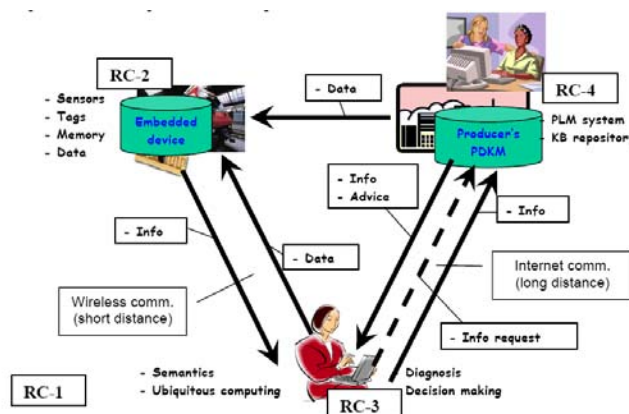 RC-2
RC-4
- Data
- Sensors
- Tags
- Memory
- Data
Embedded
device
Producer's
PDKM
- PLM system
- KB repositor
- Info
- Advice
- Info
- Info
- Data
Internet comm.
(long distance)
Wireless comm.
(short distance)
- Info request
- Semantics
- Ubiquitous computing
Diagnosis
Decision making
RC-1
RC-3